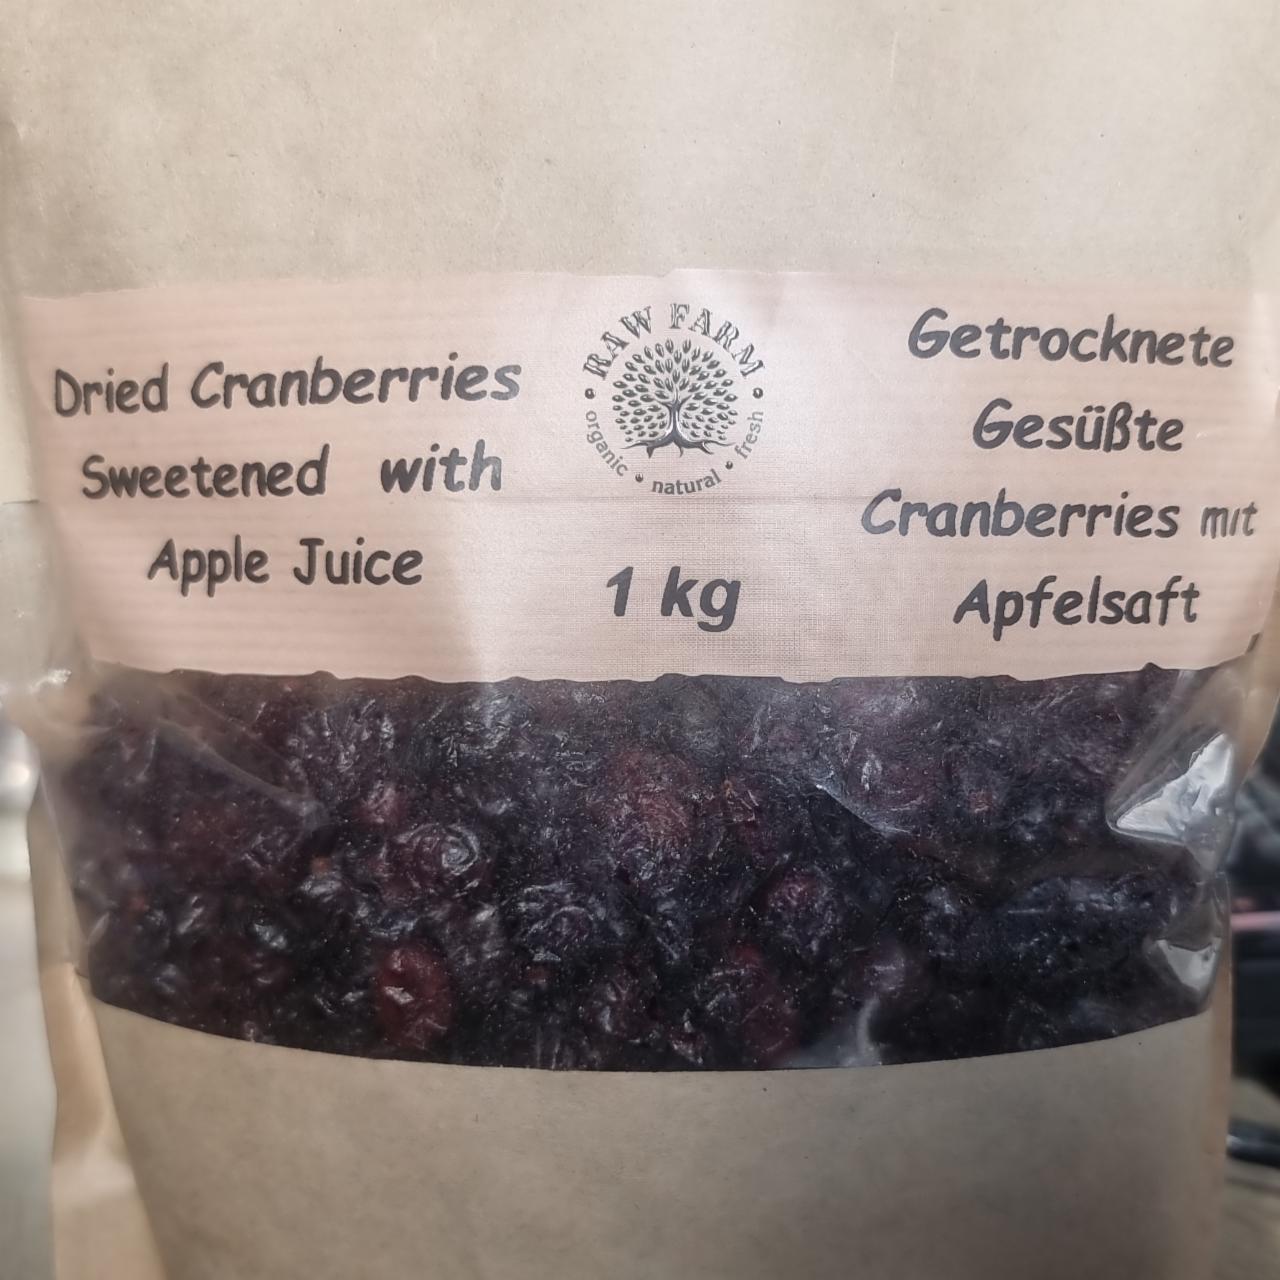 Dried Cranberries
Sweetened with
Apple Juice
RAW FARM
organic • natural • fresh
1 kg
Getrocknete
Gesüßte
Cranberries mit
Apfelsaft